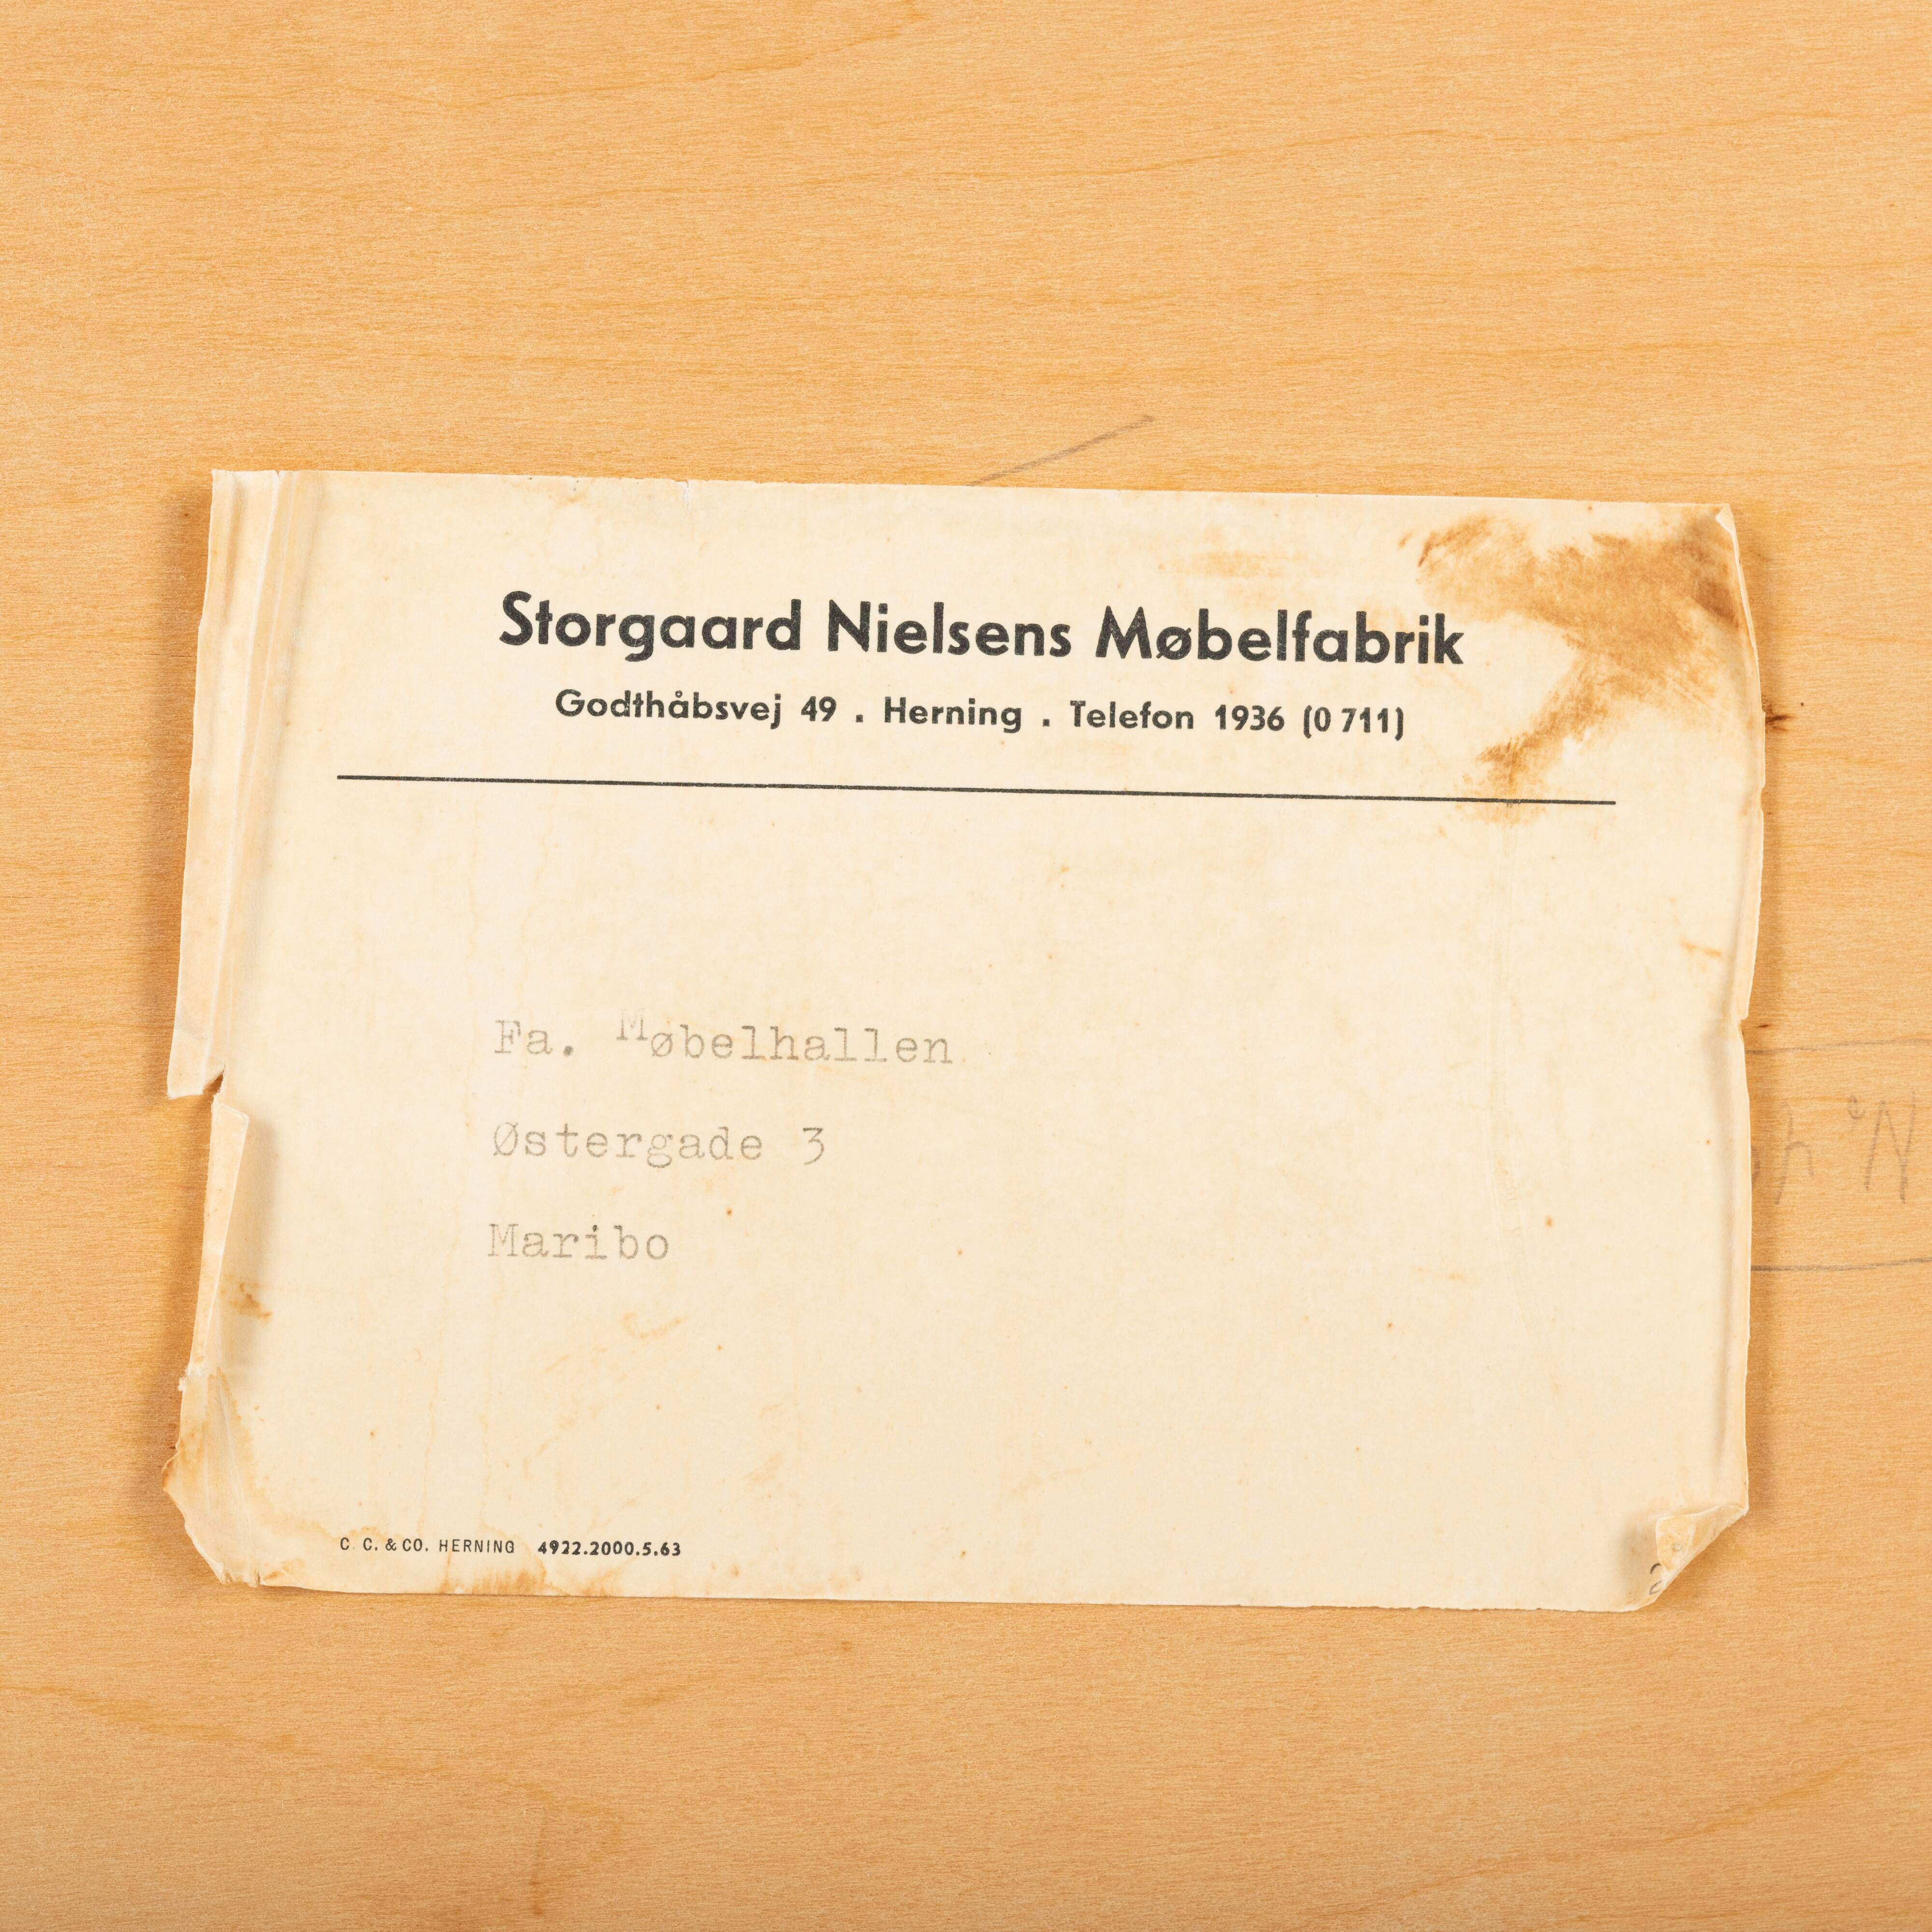 Storgaard Nielsens Møbelfabrik
Godthåbsvej 49 . Herning . Telefon 1936 (0 711)
Fa. Møbelhallen
Østergade 3
Maribo
C. C. & CO. HERNING 4922.2000.5.63